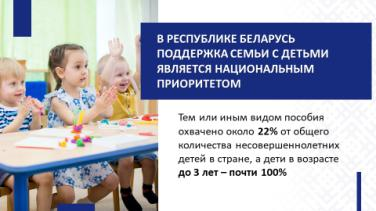 В РЕСПУБЛИКЕ БЕЛАРУСЬ
ПОДДЕРЖКА СЕМЬИ С ДЕТЬМИ
ЯВЛЯЕТСЯ НАЦИОНАЛЬНЫМ
ПРИОРИТЕТОМ
Тем или иным видом пособия
охвачено около 22% от общего
количества несовершеннолетних
детей в стране, а дети в возрасте
до 3 лет – почти 100%